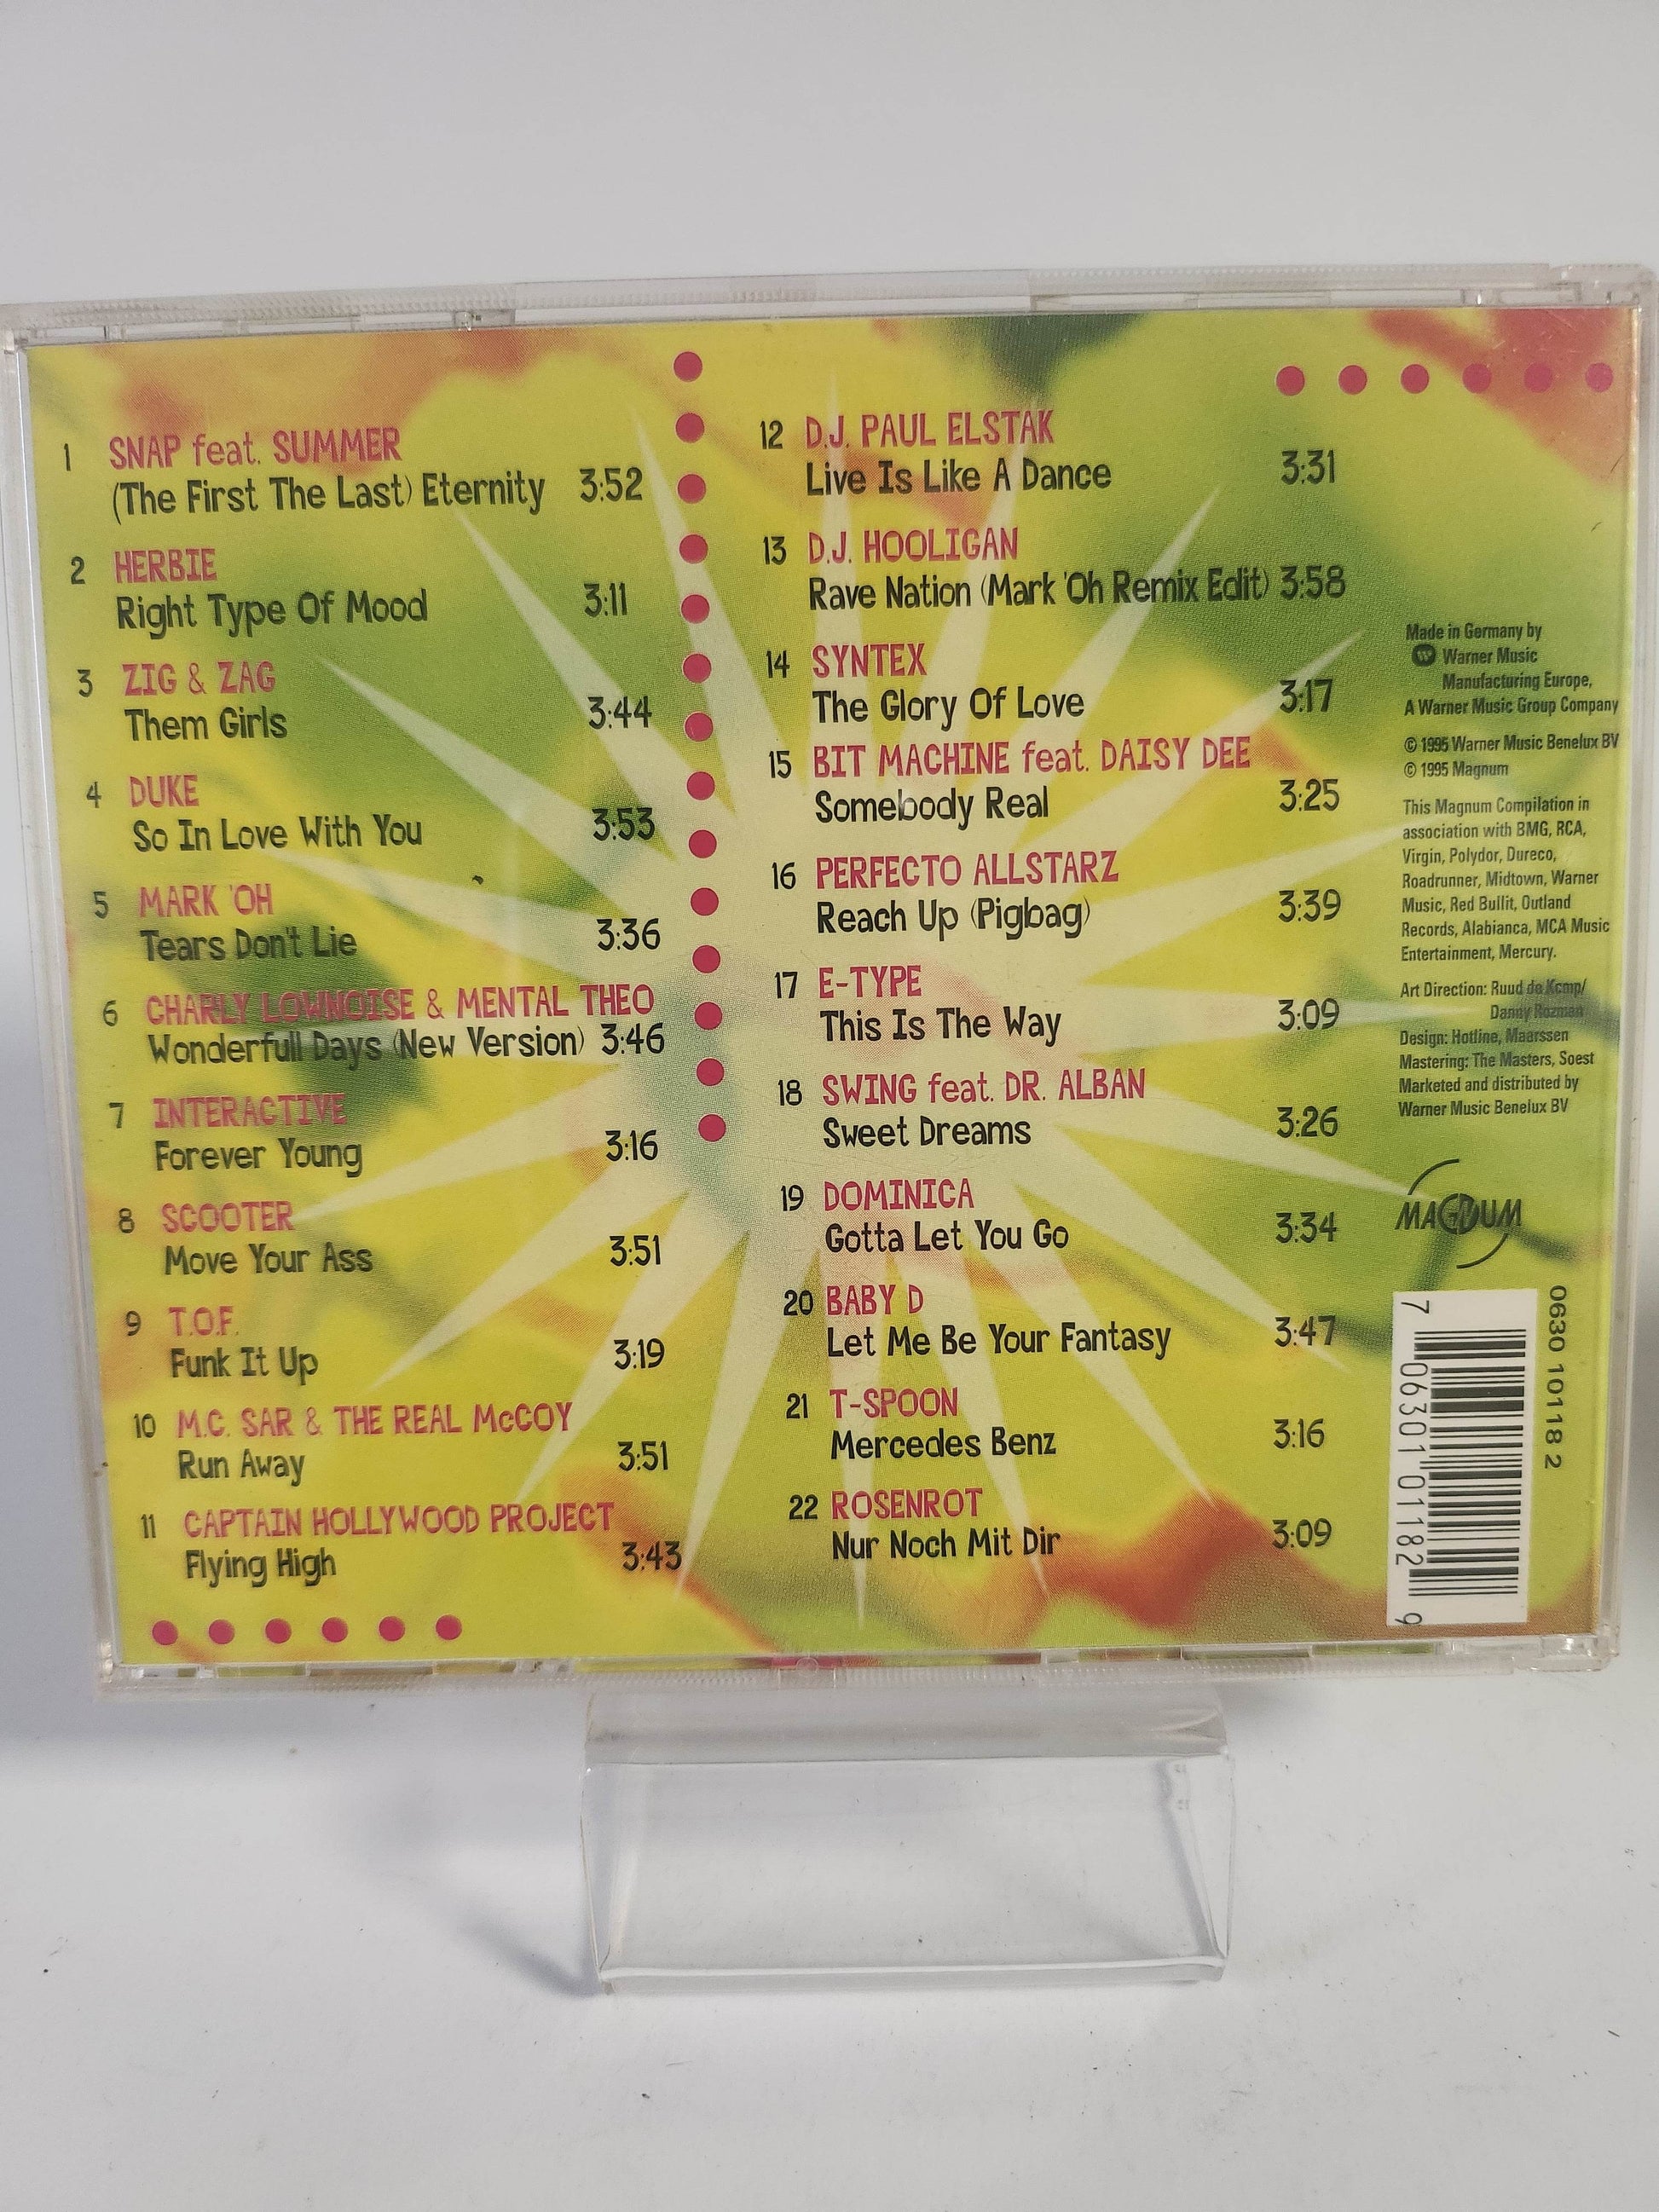 1 SNAP feat. SUMMER
(The First The Last) Eternity 3:52
2 HERBIE
Right Type Of Mood 3:11
3 ZIG & ZAG
Them Girls 3:44
4 DUKE
So In Love With You 3:53
5 MARK 'OH
Tears Don't Lie 3:36
6 CHARLY LOWNOISE & MENTAL THEO
Wonderfull Days (New Version) 3:46
7 INTERACTIVE
Forever Young 3:16
8 SCOOTER
Move Your Ass 3:51
9 T.O.F.
Funk It Up 3:19
10 M.C. SAR & THE REAL McCOY
Run Away 3:51
11 CAPTAIN HOLLYWOOD PROJECT
Flying High 3:43
12 D.J. PAUL ELSTAK
Live Is Like A Dance 3:31
13 D.J. HOOLIGAN
Rave Nation (Mark 'Oh Remix Edit) 3:58
14 SYNTEX
The Glory Of Love 3:17
15 BIT MACHINE feat. DAISY DEE
Somebody Real 3:25
16 PERFECTO ALLSTARZ
Reach Up (Pigbag) 3:39
17 E-TYPE
This Is The Way 3:09
18 SWING feat. DR. ALBAN
Sweet Dreams 3:26
19 DOMINICA
Gotta Let You Go 3:34
20 BABY D
Let Me Be Your Fantasy 3:47
21 T-SPOON
Mercedes Benz 3:16
22 ROSENROT
Nur Noch Mit Dir 3:09
Made in Germany by
Warner Music
Manufacturing Europe,
A Warner Music Group Company
© 1995 Warner Music Benelux BV
© 1995 Magnum
This Magnum Compilation in
association with BMG, RCA,
Virgin, Polydor, Dureco,
Roadrunner, Midtown, Warner
Music, Red Bullit, Outland
Records, Alabianca, MCA Music
Entertainment, Mercury.
Art Direction: Ruud de Kamp/
Dandy Rozman
Design: Hotline, Maarssen
Mastering: The Masters, Soest
Marketed and distributed by
Warner Music Benelux BV
MAGNUM
0630 10118 2
7 06301 01182 9